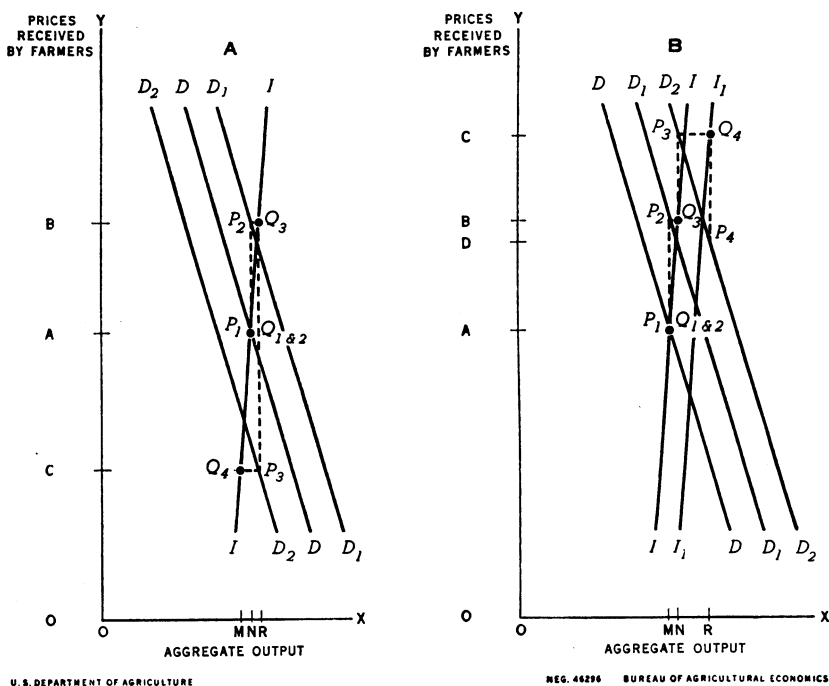 PRICES
RECEIVED
BY FARMERS
Y
A
D₂ D D₁ I
B
P₂ Q₃
A
P₁ Q₁ & ₂
C
Q₄ P₃
I D₂ D D₁
O
O
M N R
X
AGGREGATE OUTPUT
PRICES
RECEIVED
BY FARMERS
Y
B
D D₁ D₂ I I₁
C
P₃ Q₄
B
P₂ Q₃
D
P₄
A
P₁ Q₁ & ₂
I I₁ D D₁ D₂
O
O
M N R
X
AGGREGATE OUTPUT
U.S. DEPARTMENT OF AGRICULTURE
NEG. 46296 BUREAU OF AGRICULTURAL ECONOMICS